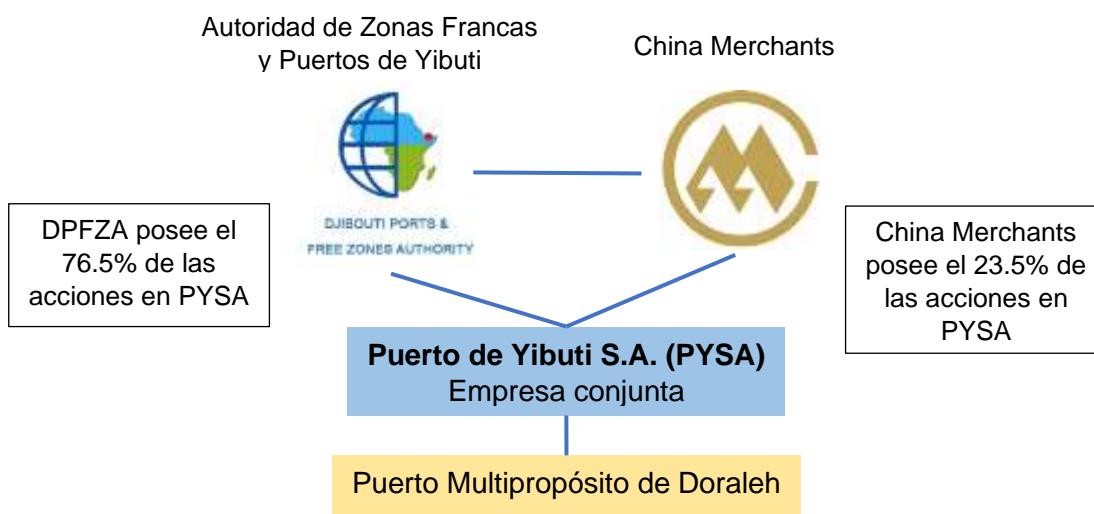 Autoridad de Zonas Francas
y Puertos de Yibuti
China Merchants
DJIBOUTI PORTS &
FREE ZONES AUTHORITY
DPFZA posee el
76.5% de las
acciones en PYSA
China Merchants
posee el 23.5% de
las acciones en
PYSA
Puerto de Yibuti S.A. (PYSA)
Empresa conjunta
Puerto Multipropósito de Doraleh